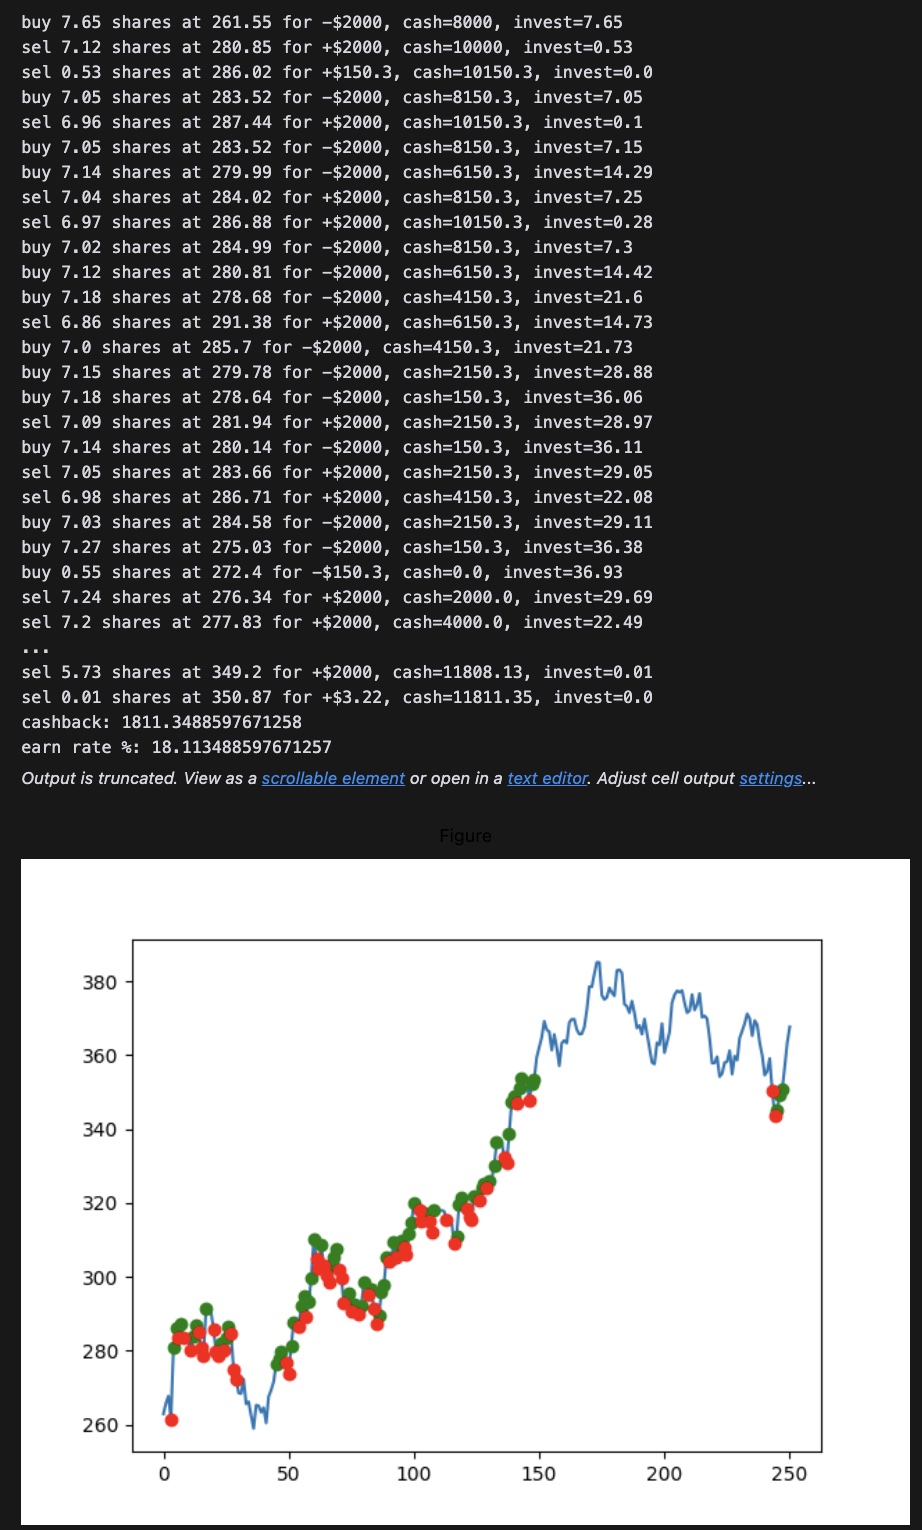 buy 7.65 shares at 261.55 for -$2000, cash=8000, invest=7.65
sel 7.12 shares at 280.85 for +$2000, cash=10000, invest=0.53
sel 0.53 shares at 286.02 for +$150.3, cash=10150.3, invest=0.0
buy 7.05 shares at 283.52 for -$2000, cash=8150.3, invest=7.05
sel 6.96 shares at 287.44 for +$2000, cash=10150.3, invest=0.1
buy 7.05 shares at 283.52 for -$2000, cash=8150.3, invest=7.15
buy 7.14 shares at 279.99 for -$2000, cash=6150.3, invest=14.29
sel 7.04 shares at 284.02 for +$2000, cash=8150.3, invest=7.25
sel 6.97 shares at 286.88 for +$2000, cash=10150.3, invest=0.28
buy 7.02 shares at 284.99 for -$2000, cash=8150.3, invest=7.3
buy 7.12 shares at 280.81 for -$2000, cash=6150.3, invest=14.42
buy 7.18 shares at 278.68 for -$2000, cash=4150.3, invest=21.6
sel 6.86 shares at 291.38 for +$2000, cash=6150.3, invest=14.73
buy 7.0 shares at 285.7 for -$2000, cash=4150.3, invest=21.73
buy 7.15 shares at 279.78 for -$2000, cash=2150.3, invest=28.88
buy 7.18 shares at 278.64 for -$2000, cash=150.3, invest=36.06
sel 7.09 shares at 281.94 for +$2000, cash=2150.3, invest=28.97
buy 7.14 shares at 280.14 for -$2000, cash=150.3, invest=36.11
sel 7.05 shares at 283.66 for +$2000, cash=2150.3, invest=29.05
sel 6.98 shares at 286.71 for +$2000, cash=4150.3, invest=22.08
buy 7.03 shares at 284.58 for -$2000, cash=2150.3, invest=29.11
buy 7.27 shares at 275.03 for -$2000, cash=150.3, invest=36.38
buy 0.55 shares at 272.4 for -$150.3, cash=0.0, invest=36.93
sel 7.24 shares at 276.34 for +$2000, cash=2000.0, invest=29.69
sel 7.2 shares at 277.83 for +$2000, cash=4000.0, invest=22.49
...
sel 5.73 shares at 349.2 for +$2000, cash=11808.13, invest=0.01
sel 0.01 shares at 350.87 for +$3.22, cash=11811.35, invest=0.0
cashback: 1811.3488597671258
earn rate %: 18.113488597671257
Output is truncated. View as a scrollable element or open in a text editor. Adjust cell output settings...
Figure
380
360
340
320
300
280
260
0 50 100 150 200 250